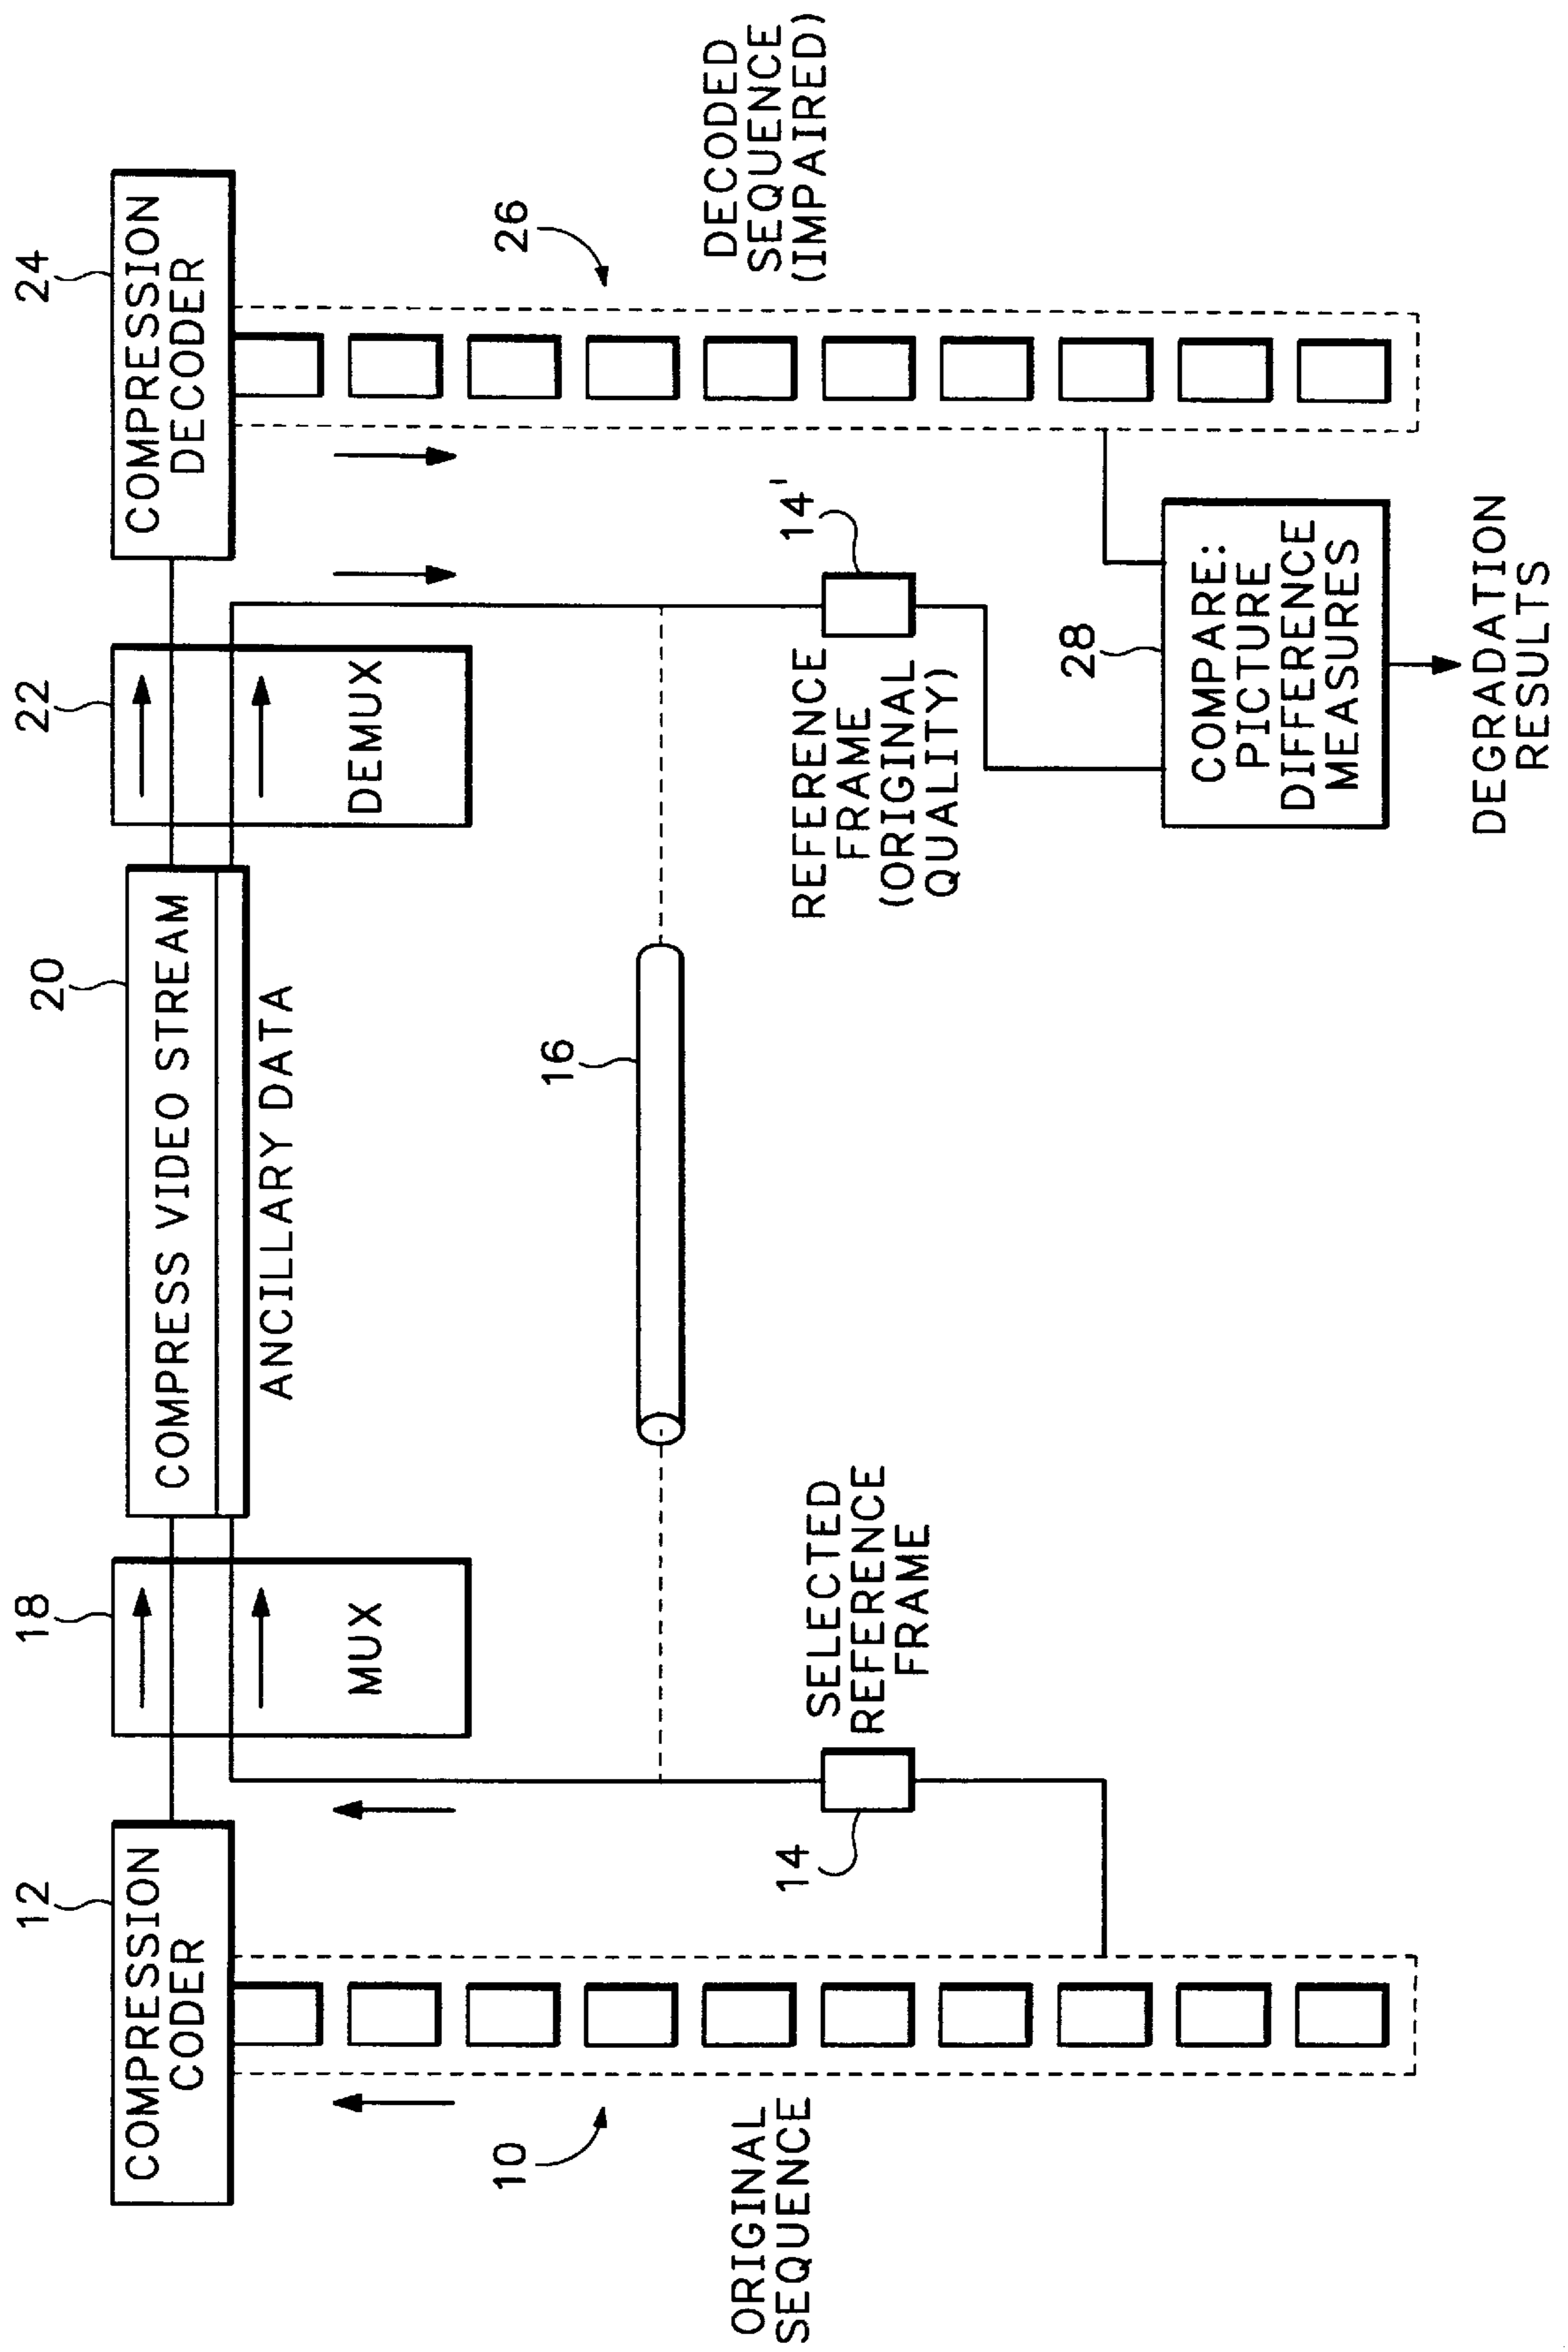 12
COMPRESSION
CODER
18
MUX
20
COMPRESS VIDEO STREAM
ANCILLARY DATA
22
DEMUX
24
COMPRESSION
DECODER
10
ORIGINAL
SEQUENCE
14
SELECTED
REFERENCE
FRAME
16
REFERENCE
FRAME
(ORIGINAL
QUALITY)
14'
26
DECODED
SEQUENCE
(IMPAIRED)
28
COMPARE:
PICTURE
DIFFERENCE
MEASURES
DEGRADATION
RESULTS